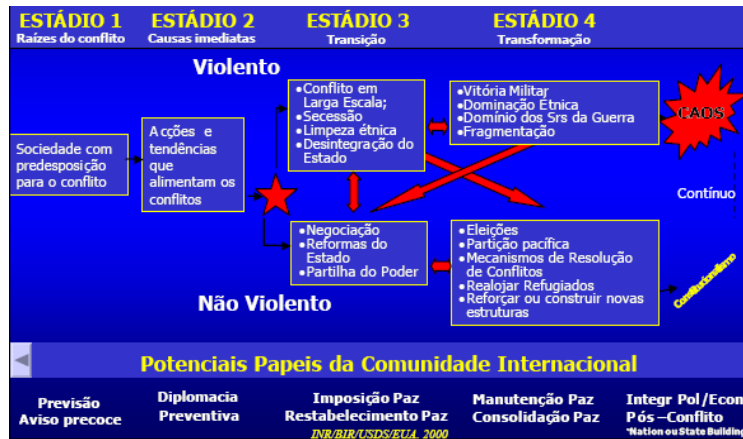 ESTÁDIO 1
Raízes do conflito
ESTÁDIO 2
Causas imediatas
ESTÁDIO 3
Transição
ESTÁDIO 4
Transformação
Violento
Sociedade com
predesposição
para o conflito
Acções e
tendências
que
alimentam os
conflitos
•Conflito em
Larga Escala;
•Secessão
•Limpeza étnica
•Desintegração do
Estado
•Vitória Militar
•Dominação Étnica
•Domínio dos Srs da Guerra
•Fragmentação
CAOS
Contínuo
•Negociação
•Reformas do
Estado
•Partilha do Poder
•Eleições
•Partição pacífica
•Mecanismos de Resolução
de Conflitos
•Realojar Refugiados
•Reforçar ou construir novas
estruturas
Constitucionalismo
Não Violento
Potenciais Papeis da Comunidade Internacional
Previsão
Aviso precoce
Diplomacia
Preventiva
Imposição Paz
Restabelecimento Paz
INR/BIR/USDS/EUA, 2000
Manutenção Paz
Consolidação Paz
Integr Pol/Econ
Pós –Conflito
*Nation ou State Building